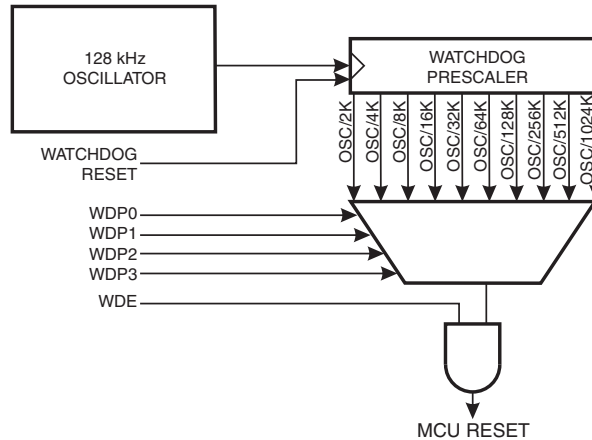 128 kHz
OSCILLATOR
WATCHDOG
PRESCALER
OSC/2K
OSC/4K
OSC/8K
OSC/16K
OSC/32K
OSC/64K
OSC/128K
OSC/256K
OSC/512K
OSC/1024K
WATCHDOG
RESET
WDP0
WDP1
WDP2
WDP3
WDE
MCU RESET